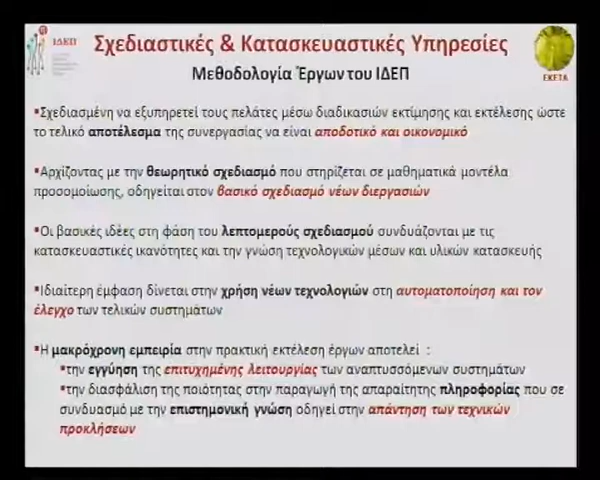 ΙΔΕΠ
Σχεδιαστικές & Κατασκευαστικές Υπηρεσίες
Μεθοδολογία Έργων του ΙΔΕΠ
ΕΚΕΤΑ
▪Σχεδιασμένη να εξυπηρετεί τους πελάτες μέσω διαδικασιών εκτίμησης και εκτέλεσης ώστε
το τελικό αποτέλεσμα της συνεργασίας να είναι αποδοτικό και οικονομικό
▪Αρχίζοντας με την θεωρητικό σχεδιασμό που στηρίζεται σε μαθηματικά μοντέλα
προσομοίωσης, οδηγείται στον βασικό σχεδιασμό νέων διεργασιών
▪Οι βασικές ιδέες στη φάση του λεπτομερούς σχεδιασμού συνδυάζονται με τις
κατασκευαστικές ικανότητες και την γνώση τεχνολογικών μέσων και υλικών κατασκευής
▪Ιδιαίτερη έμφαση δίνεται στην χρήση νέων τεχνολογιών στη αυτοματοποίηση και τον
έλεγχο των τελικών συστημάτων
▪Η μακρόχρονη εμπειρία στην πρακτική εκτέλεση έργων αποτελεί :
▪την εγγύηση της επιτυχημένης λειτουργίας των αναπτυσσόμενων συστημάτων
▪την διασφάλιση της ποιότητας στην παραγωγή της απαραίτητης πληροφορίας που σε
συνδυασμό με την επιστημονική γνώση οδηγεί στην απάντηση των τεχνικών
προκλήσεων